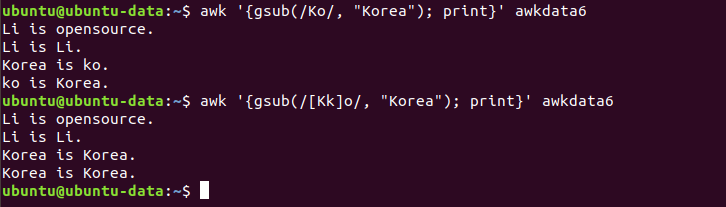 ubuntu@ubuntu-data:~$ awk '{gsub(/Ko/, "Korea"); print}' awkdata6
Li is opensource.
Li is Li.
Korea is ko.
ko is Korea.
ubuntu@ubuntu-data:~$ awk '{gsub(/[Kk]o/, "Korea"); print}' awkdata6
Li is opensource.
Li is Li.
Korea is Korea.
Korea is Korea.
ubuntu@ubuntu-data:~$